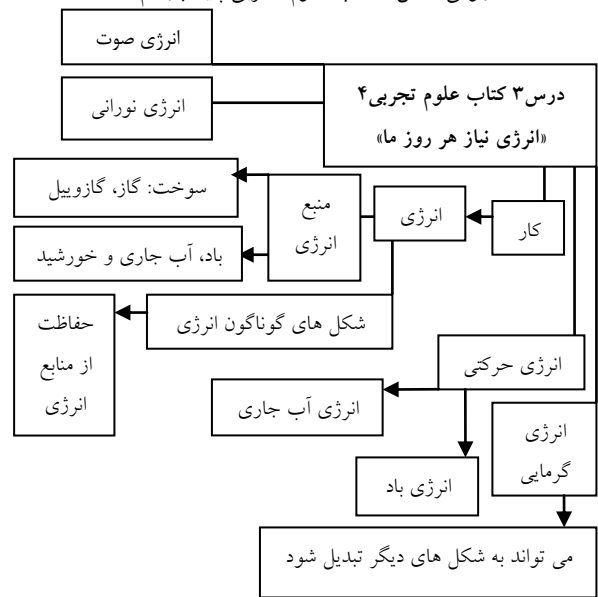 انرژی صوت
درس۳ کتاب علوم تجربی۴
«انرژی نیاز هر روز ما»
انرژی نورانی
سوخت: گاز، گازوییل
منبع
انرژی
انرژی
کار
باد، آب جاری و خورشید
شکل های گوناگون انرژی
حفاظت
از منابع
انرژی
انرژی حرکتی
انرژی آب جاری
انرژی
گرمایی
انرژی باد
می تواند به شکل های دیگر تبدیل شود